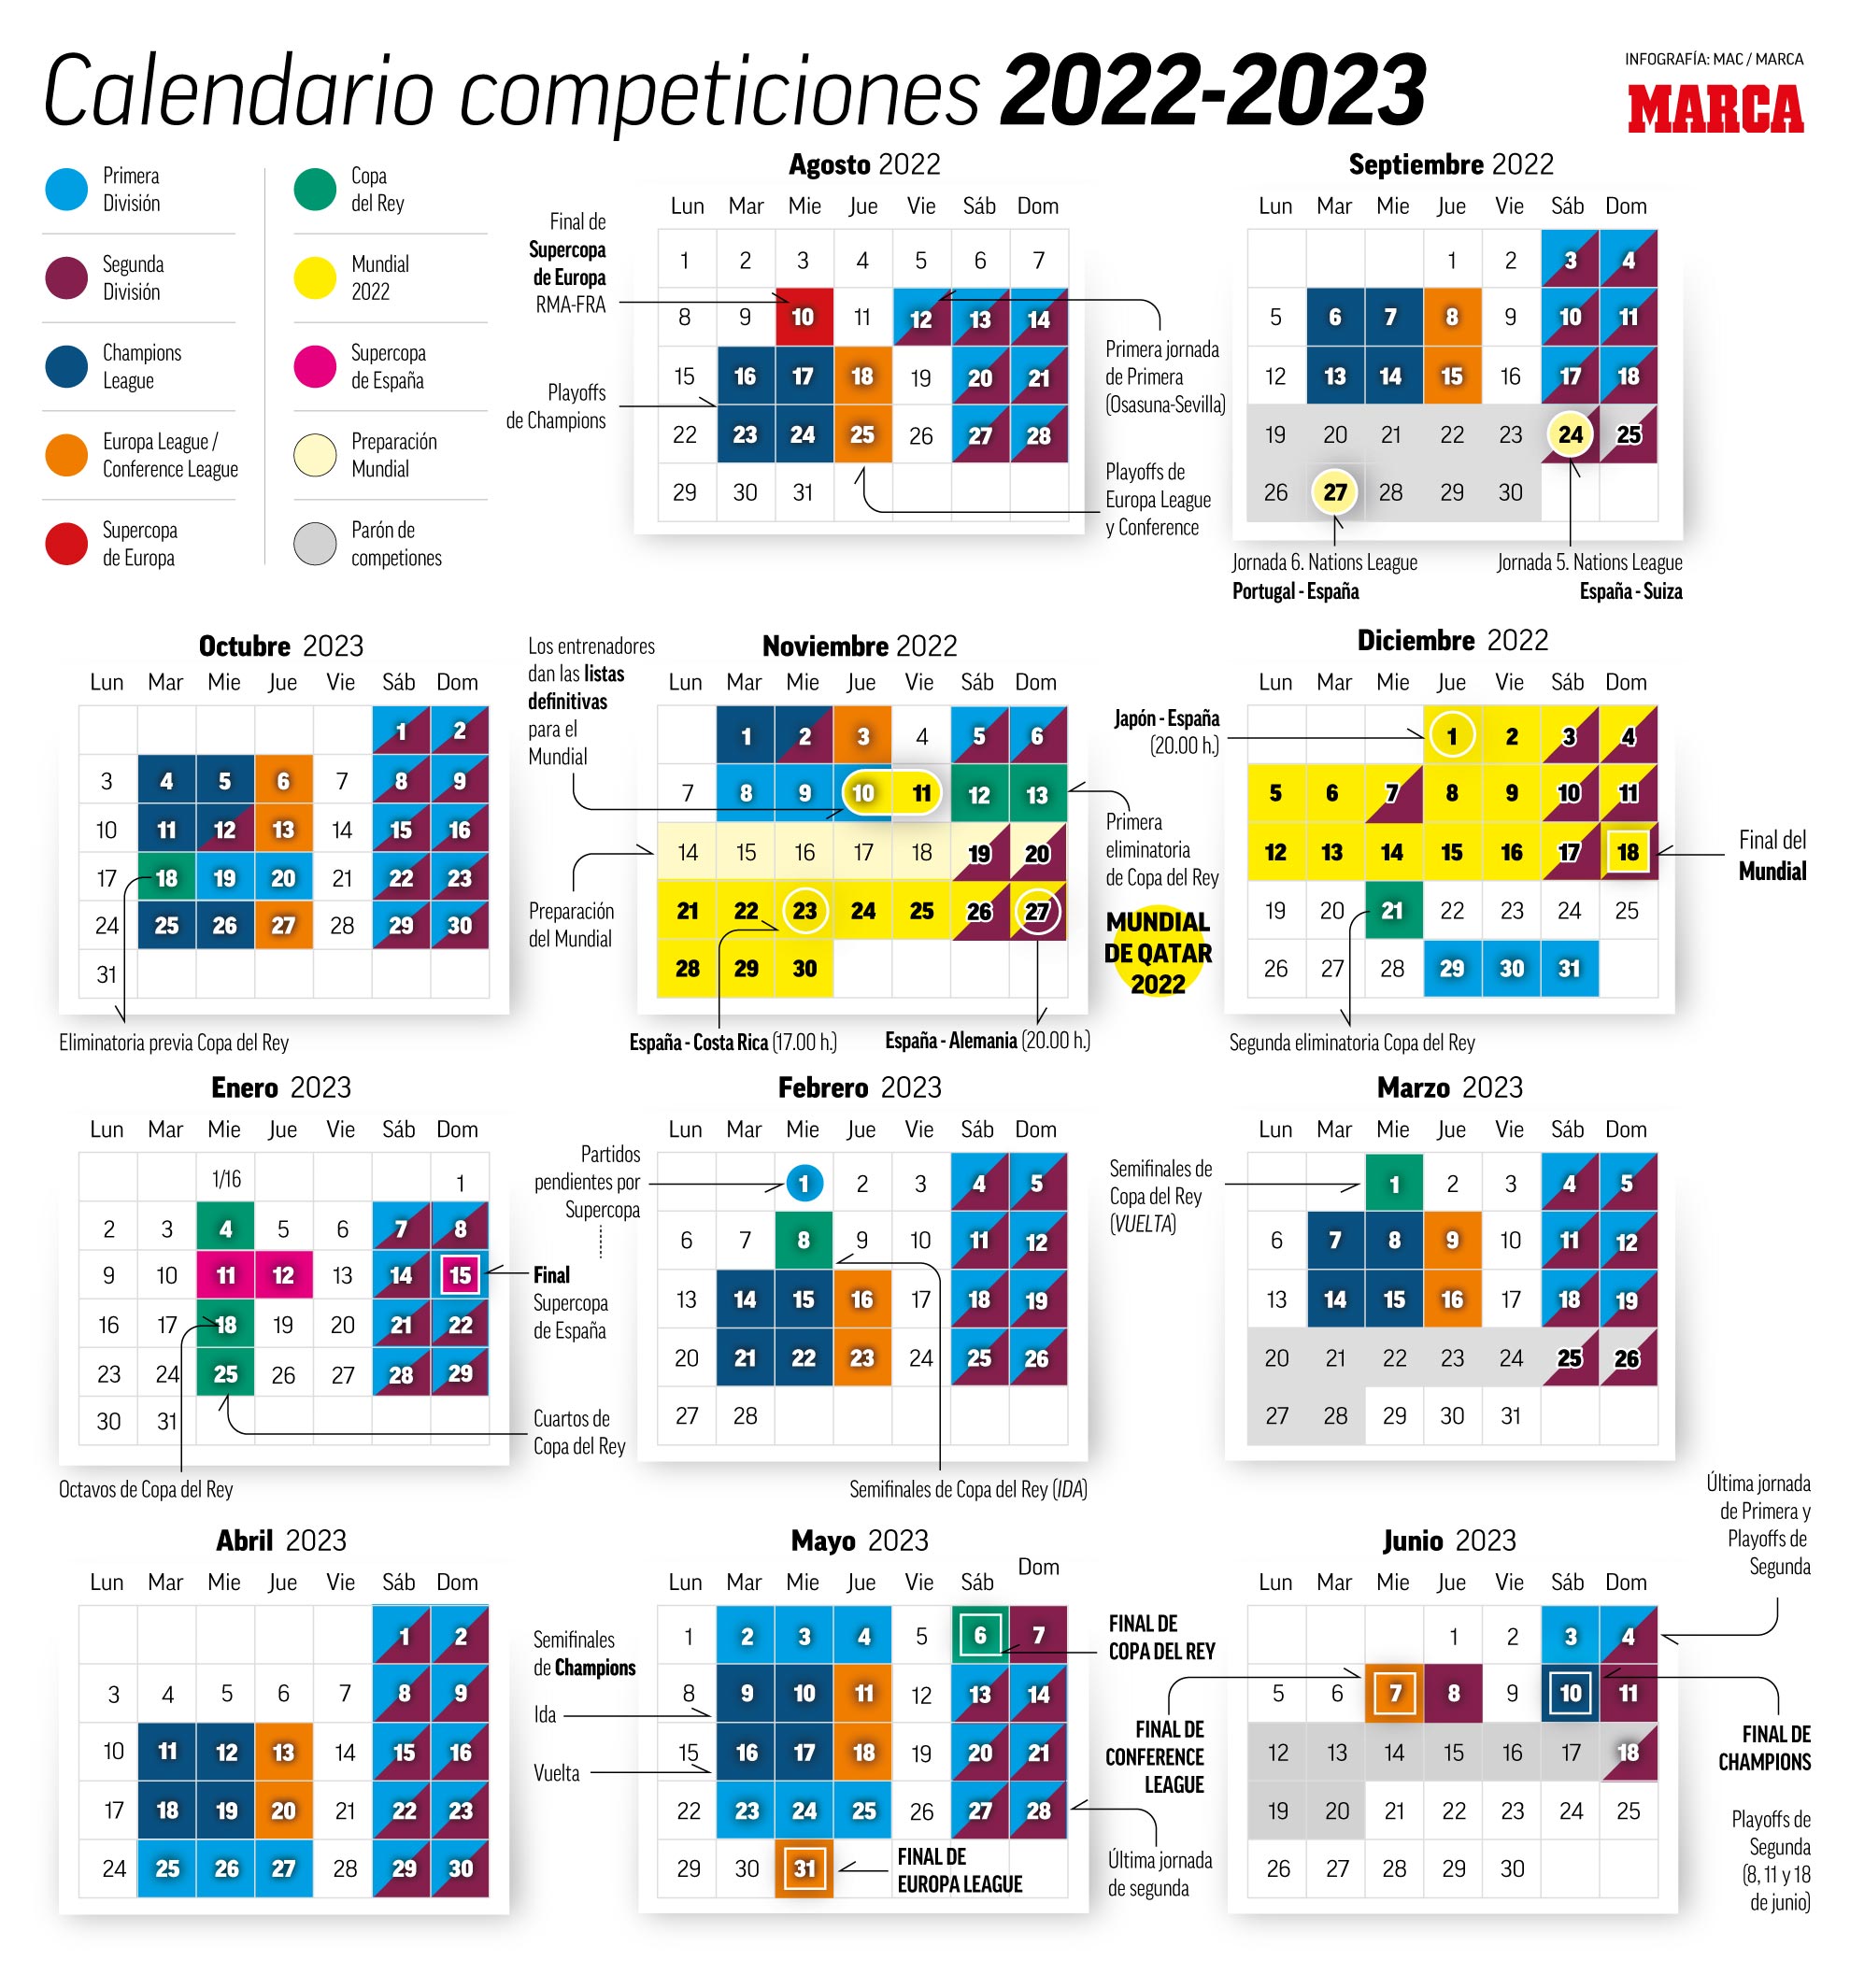 Calendario competiciones 2022-2023
INFOGRAFÍA: MAC / MARCA
MARCA
Primera
División
Segunda
División
Champions
League
Europa League /
Conference League
Supercopa
de Europa
Copa
del Rey
Mundial
2022
Supercopa
de España
Preparación
Mundial
Parón de
competiones
Agosto 2022
Lun Mar Mie Jue Vie Sáb Dom
1 2 3 4 5 6 7
8 9 10 11 12 13 14
15 16 17 18 19 20 21
22 23 24 25 26 27 28
29 30 31
Final de
Supercopa
de Europa
RMA-FRA
Playoffs
de Champions
Primera jornada
de Primera
(Osasuna-Sevilla)
Playoffs de
Europa League
y Conference
Septiembre 2022
Lun Mar Mie Jue Vie Sáb Dom
1 2 3 4
5 6 7 8 9 10 11
12 13 14 15 16 17 18
19 20 21 22 23 24 25
26 27 28 29 30
Jornada 6. Nations League
Portugal - España
Jornada 5. Nations League
España - Suiza
Octubre 2023
Lun Mar Mie Jue Vie Sáb Dom
1 2
3 4 5 6 7 8 9
10 11 12 13 14 15 16
17 18 19 20 21 22 23
24 25 26 27 28 29 30
31
Eliminatoria previa Copa del Rey
Los entrenadores
dan las listas
definitivas
para el
Mundial
Preparación
del Mundial
Noviembre 2022
Lun Mar Mie Jue Vie Sáb Dom
1 2 3 4 5 6
7 8 9 10 11 12 13
14 15 16 17 18 19 20
21 22 23 24 25 26 27
28 29 30
España - Costa Rica (17.00 h.)
España - Alemania (20.00 h.)
Primera
eliminatoria
de Copa del Rey
MUNDIAL
DE QATAR
2022
Japón - España
(20.00 h.)
Diciembre 2022
Lun Mar Mie Jue Vie Sáb Dom
1 2 3 4
5 6 7 8 9 10 11
12 13 14 15 16 17 18
19 20 21 22 23 24 25
26 27 28 29 30 31
Final del
Mundial
Segunda eliminatoria Copa del Rey
Enero 2023
Lun Mar Mie Jue Vie Sáb Dom
1/16 1
2 3 4 5 6 7 8
9 10 11 12 13 14 15
16 17 18 19 20 21 22
23 24 25 26 27 28 29
30 31
Octavos de Copa del Rey
Partidos
pendientes por
Supercopa
Final
Supercopa
de España
Cuartos de
Copa del Rey
Febrero 2023
Lun Mar Mie Jue Vie Sáb Dom
1 2 3 4 5
6 7 8 9 10 11 12
13 14 15 16 17 18 19
20 21 22 23 24 25 26
27 28
Semifinales de Copa del Rey (IDA)
Semifinales de
Copa del Rey
(VUELTA)
Marzo 2023
Lun Mar Mie Jue Vie Sáb Dom
1 2 3 4 5
6 7 8 9 10 11 12
13 14 15 16 17 18 19
20 21 22 23 24 25 26
27 28 29 30 31
Abril 2023
Lun Mar Mie Jue Vie Sáb Dom
1 2
3 4 5 6 7 8 9
10 11 12 13 14 15 16
17 18 19 20 21 22 23
24 25 26 27 28 29 30
Semifinales
de Champions
Ida
Vuelta
Mayo 2023
Lun Mar Mie Jue Vie Sáb Dom
1 2 3 4 5 6 7
8 9 10 11 12 13 14
15 16 17 18 19 20 21
22 23 24 25 26 27 28
29 30 31
FINAL DE
EUROPA LEAGUE
FINAL DE
COPA DEL REY
FINAL DE
CONFERENCE
LEAGUE
Última jornada
de segunda
Junio 2023
Lun Mar Mie Jue Vie Sáb Dom
1 2 3 4
5 6 7 8 9 10 11
12 13 14 15 16 17 18
19 20 21 22 23 24 25
26 27 28 29 30
Última jornada
de Primera y
Playoffs de
Segunda
FINAL DE
CHAMPIONS
Playoffs de
Segunda
(8, 11 y 18
de junio)